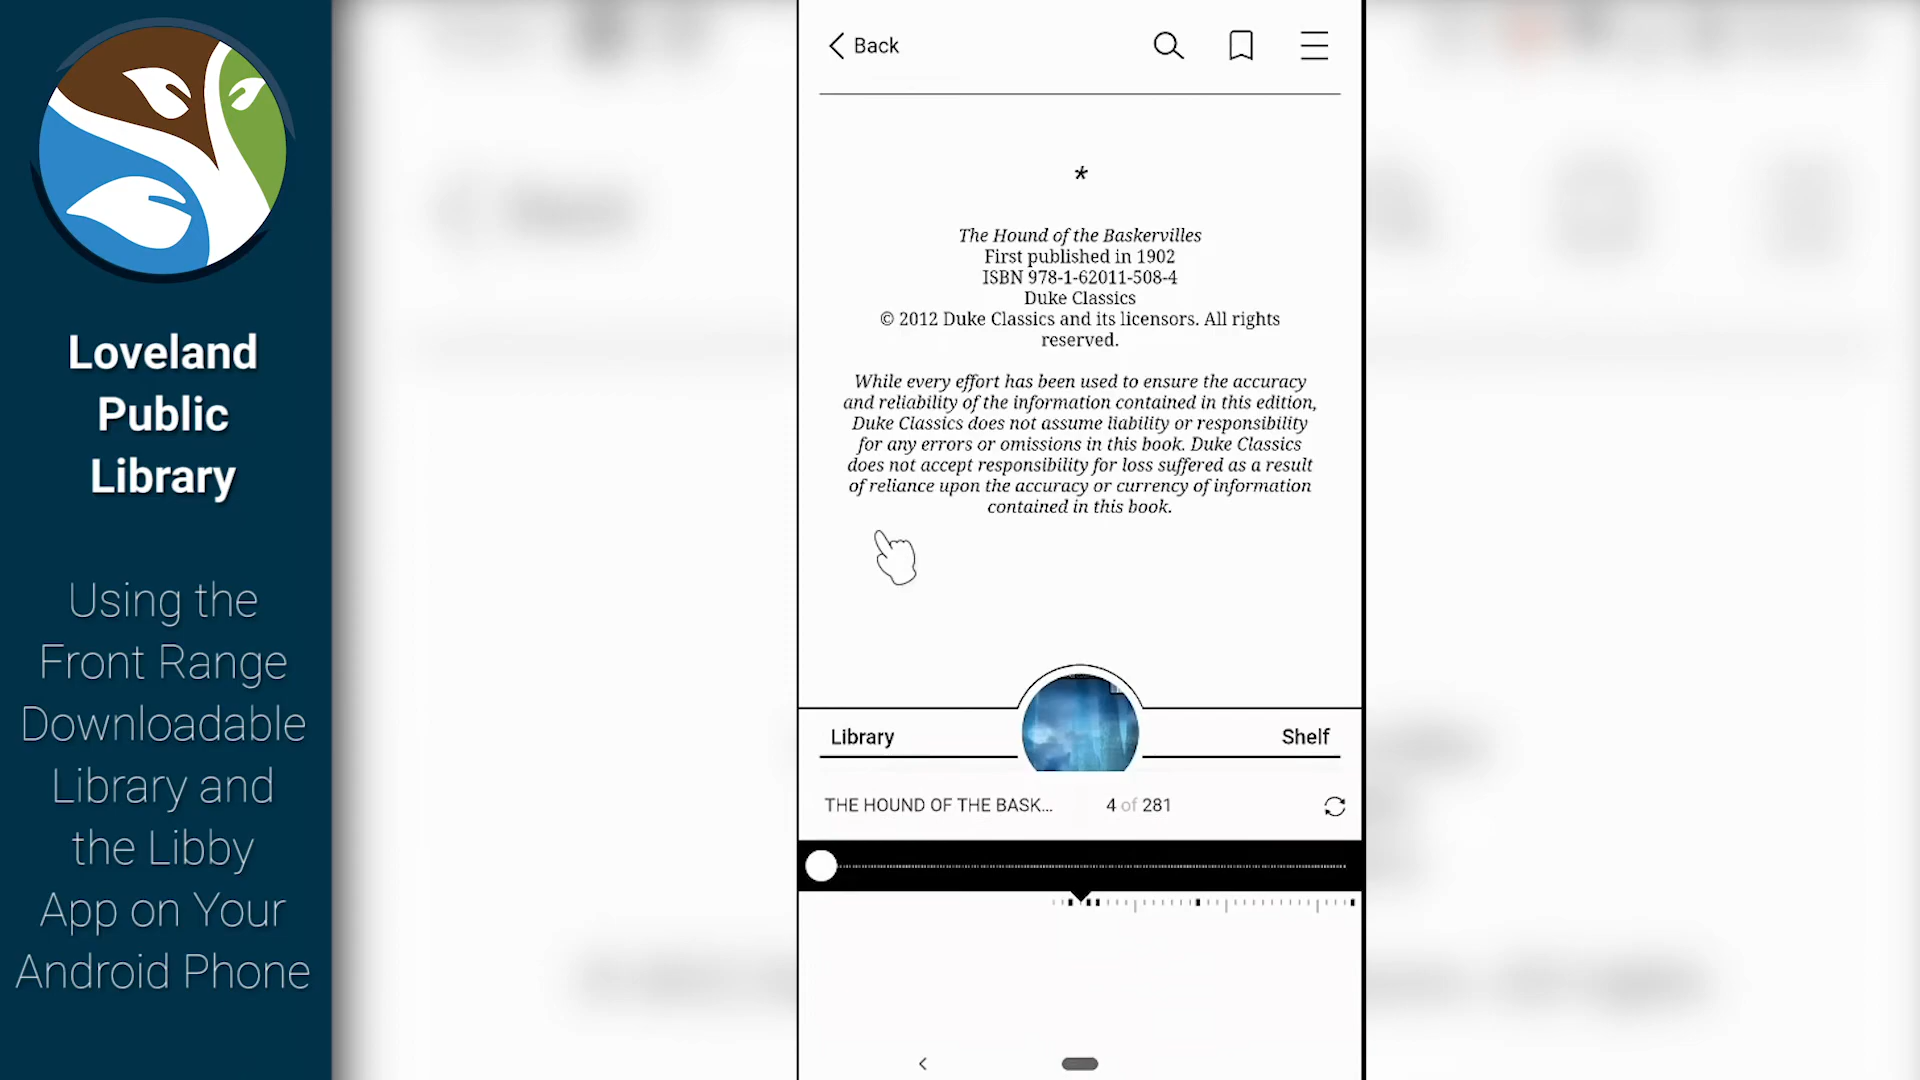 Loveland
Public
Library
Using the
Front Range
Downloadable
Library and
the Libby
App on Your
Android Phone
Back
*
The Hound of the Baskervilles
First published in 1902
ISBN 978-1-62011-508-4
Duke Classics
© 2012 Duke Classics and its licensors. All rights
reserved.
While every effort has been used to ensure the accuracy
and reliability of the information contained in this edition,
Duke Classics does not assume liability or responsibility
for any errors or omissions in this book. Duke Classics
does not accept responsibility for loss suffered as a result
of reliance upon the accuracy or currency of information
contained in this book.
Library
Shelf
THE HOUND OF THE BASK...
4 of 281